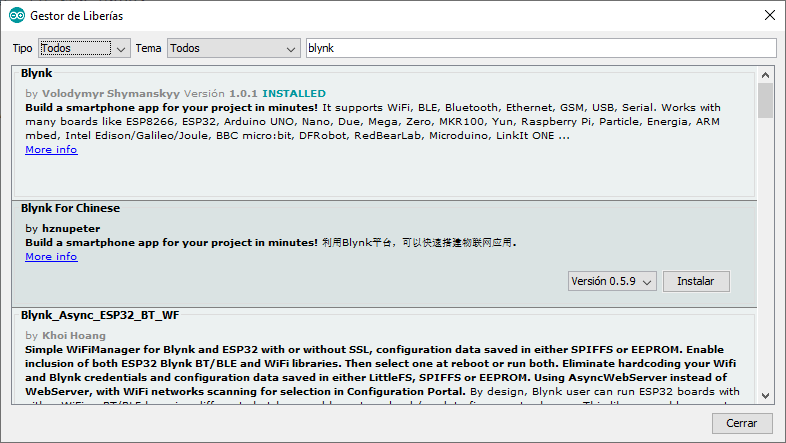 Gestor de Liberías
Tipo Todos Tema Todos blynk
Blynk
by Volodymyr Shymanskyy Versión 1.0.1 INSTALLED
Build a smartphone app for your project in minutes! It supports WiFi, BLE, Bluetooth, Ethernet, GSM, USB, Serial. Works with
many boards like ESP8266, ESP32, Arduino UNO, Nano, Due, Mega, Zero, MKR100, Yun, Raspberry Pi, Particle, Energia, ARM
mbed, Intel Edison/Galileo/Joule, BBC micro:bit, DFRobot, RedBearLab, Microduino, LinkIt ONE ...
More info
Blynk For Chinese
by hznupeter
Build a smartphone app for your project in minutes! 利用Blynk平台，可以快速搭建物联网应用。
More info
Versión 0.5.9 Instalar
Blynk_Async_ESP32_BT_WF
by Khoi Hoang
Simple WiFiManager for Blynk and ESP32 with or without SSL, configuration data saved in either SPIFFS or EEPROM. Enable
inclusion of both ESP32 Blynk BT/BLE and WiFi libraries. Then select one at reboot or run both. Eliminate hardcoding your Wifi
and Blynk credentials and configuration data saved in either LittleFS, SPIFFS or EEPROM. Using AsyncWebServer instead of
WebServer, with WiFi networks scanning for selection in Configuration Portal. By design, Blynk user can run ESP32 boards with
Cerrar